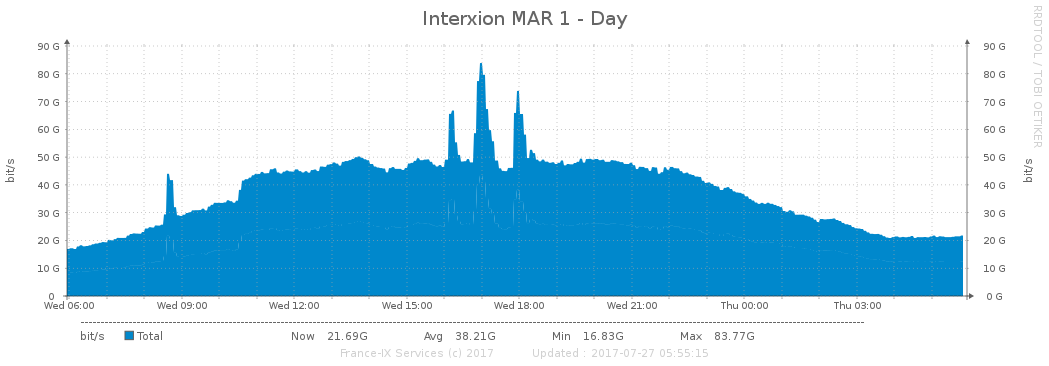 Interxion MAR 1 - Day
RRDTOOL / TOBI OETIKER
bit/s
bit/s
90 G 90 G
80 G 80 G
70 G 70 G
60 G 60 G
50 G 50 G
40 G 40 G
30 G 30 G
20 G 20 G
10 G 10 G
0 0 G
Wed 06:00 Wed 09:00 Wed 12:00 Wed 15:00 Wed 18:00 Wed 21:00 Thu 00:00 Thu 03:00
bit/s Total Now 21.69G Avg 38.21G Min 16.83G Max 83.77G
France-IX Services (c) 2017 Updated : 2017-07-27 05:55:15